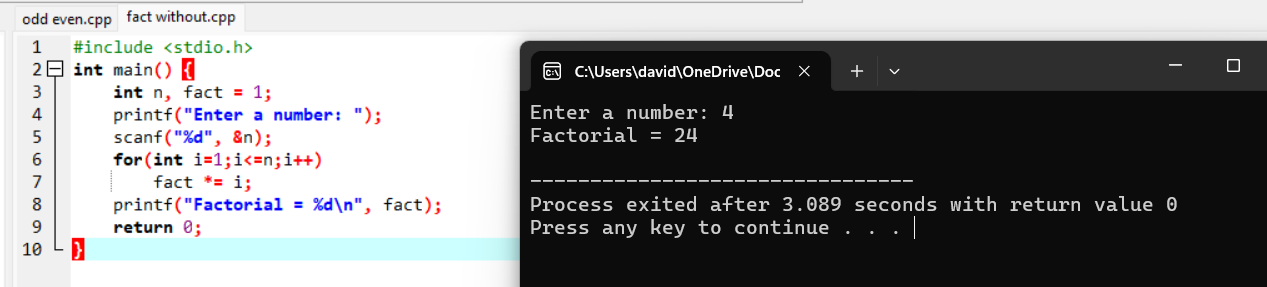 odd even.cpp fact without.cpp
1 #include <stdio.h>
2 int main() {
3 int n, fact = 1;
4 printf("Enter a number: ");
5 scanf("%d", &n);
6 for(int i=1;i<=n;i++)
7 fact *= i;
8 printf("Factorial = %d\n", fact);
9 return 0;
10 }
C:\Users\david\OneDrive\Doc
Enter a number: 4
Factorial = 24
--------------------------------
Process exited after 3.089 seconds with return value 0
Press any key to continue . . .